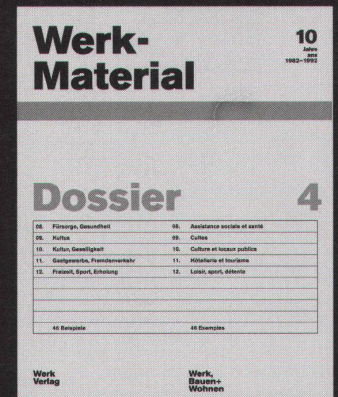 Werk-
Material
10
Jahre
ans
1982–1992
Dossier 4
08. Fürsorge, Gesundheit 08. Assistance sociale et santé
09. Kultus 09. Cultes
10. Kultur, Geselligkeit 10. Culture et locaux publics
11. Gastgewerbe, Fremdenverkehr 11. Hôtellerie et tourisme
12. Freizeit, Sport, Erholung 12. Loisir, sport, détente
46 Beispiele 46 Exemples
Werk
Verlag
Werk,
Bauen+
Wohnen